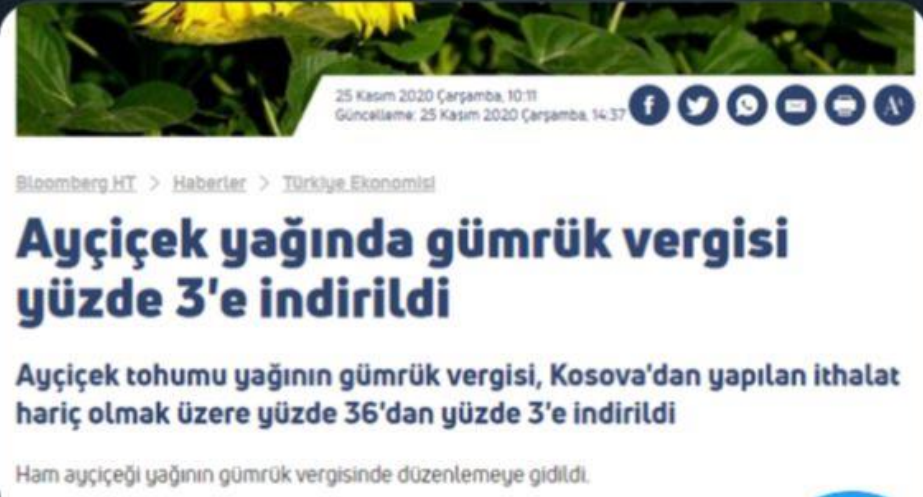 25 Kasım 2020 Çarşamba, 10:11
Güncelleme: 25 Kasım 2020 Çarşamba, 14:37
Bloomberg HT > Haberler > Türkiye Ekonomisi
Ayçiçek yağında gümrük vergisi
yüzde 3'e indirildi
Ayçiçek tohumu yağının gümrük vergisi, Kosova'dan yapılan ithalat
hariç olmak üzere yüzde 36'dan yüzde 3'e indirildi
Ham ayçiçeği yağının gümrük vergisinde düzenlemeye gidildi.